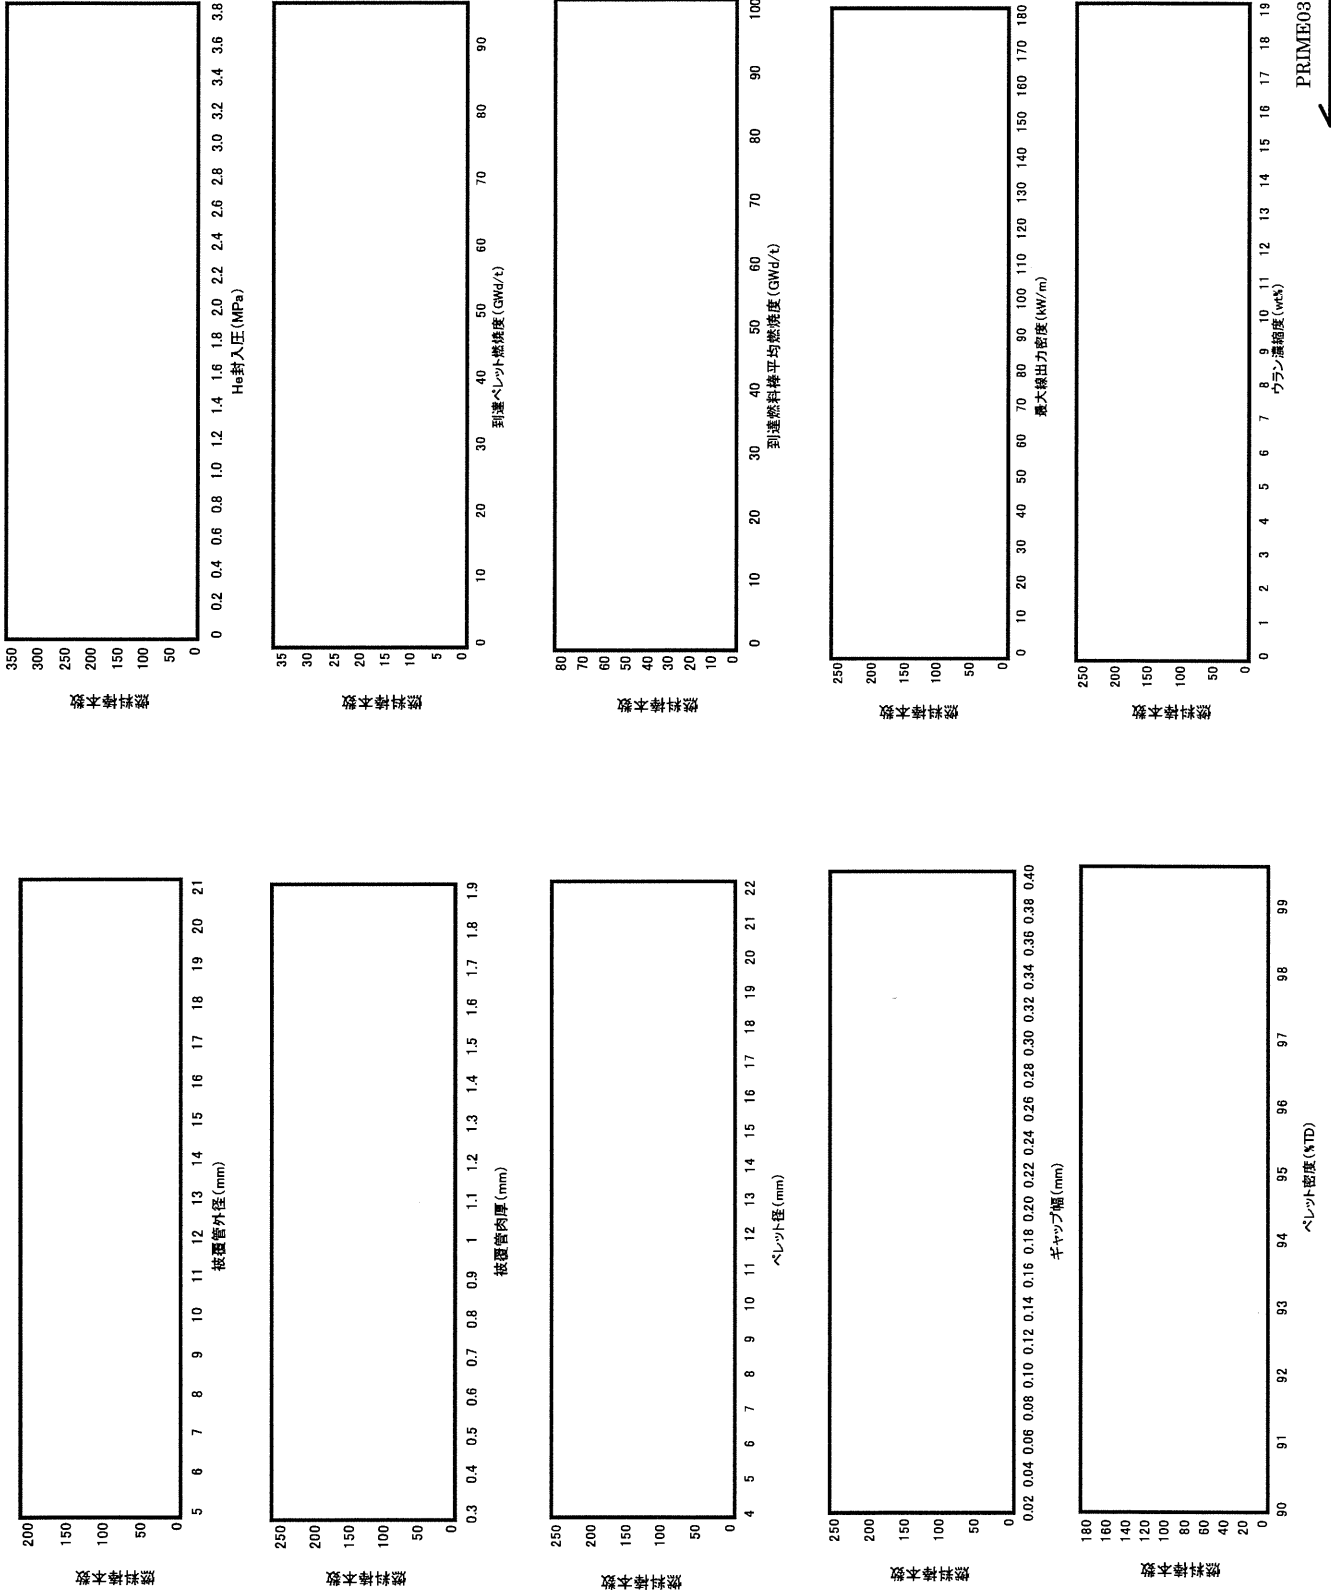 燃料棒本数
200
150
100
50
0
5 6 7 8 9 10 11 12 13 14 15 16 17 18 19 20 21
被覆管外径(mm)
燃料棒本数
350
300
250
200
150
100
50
0
0 0.2 0.4 0.6 0.8 1.0 1.2 1.4 1.6 1.8 2.0 2.2 2.4 2.6 2.8 3.0 3.2 3.4 3.6 3.8
He封入圧(MPa)
燃料棒本数
250
200
150
100
50
0
0.3 0.4 0.5 0.6 0.7 0.8 0.9 1 1.1 1.2 1.3 1.4 1.5 1.6 1.7 1.8 1.9
被覆管肉厚(mm)
燃料棒本数
35
30
25
20
15
10
5
0
0 10 20 30 40 50 60 70 80 90
到達ペレット燃焼度(GWd/t)
燃料棒本数
250
200
150
100
50
0
4 5 6 7 8 9 10 11 12 13 14 15 16 17 18 19 20 21 22
ペレット径(mm)
燃料棒本数
80
70
60
50
40
30
20
10
0
0 10 20 30 40 50 60 70 80 90 100
到達燃料棒平均燃焼度(GWd/t)
燃料棒本数
250
200
150
100
50
0
0.02 0.04 0.06 0.08 0.10 0.12 0.14 0.16 0.18 0.20 0.22 0.24 0.26 0.28 0.30 0.32 0.34 0.36 0.38 0.40
ギャップ幅(mm)
燃料棒本数
250
200
150
100
50
0
0 10 20 30 40 50 60 70 80 90 100 110 120 130 140 150 160 170 180
最大線出力密度(kW/m)
燃料棒本数
180
160
140
120
100
80
60
40
20
0
90 91 92 93 94 95 96 97 98 99
ペレット密度(%TD)
燃料棒本数
250
200
150
100
50
0
0 1 2 3 4 5 6 7 8 9 10 11 12 13 14 15 16 17 18 19
ウラン濃縮度(wt%)
PRIME03